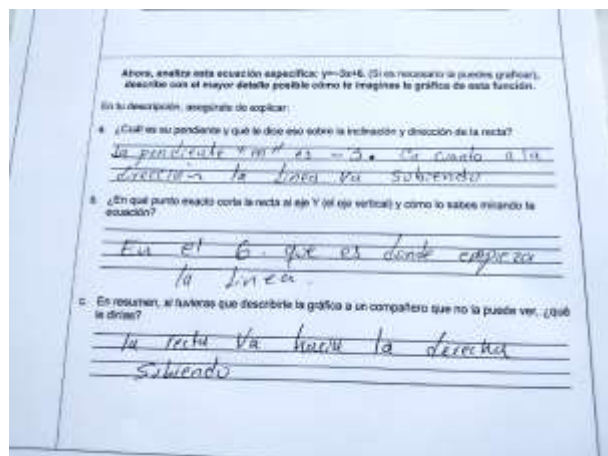 Ahora, analiza esta ecuación específica: y=-3x+6. (Si es necesario la puedes graficar),
describe con el mayor detalle posible cómo te imaginas la gráfica de esta función.
En tu descripción, asegúrate de explicar:
a. ¿Cuál es su pendiente y qué te dice eso sobre la inclinación y dirección de la recta?
la pendiente "m" es -3. En cuanto a la
dirección la linea va subiendo
b. ¿En qué punto exacto corta la recta al eje Y (el eje vertical) y cómo lo sabes mirando la
ecuación?
En el 6. que es donde empieza
la linea.
c. En resumen, si tuvieras que describirle la gráfica a un compañero que no la puede ver, ¿qué
le dirías?
la recta va hacia la derecha
subiendo